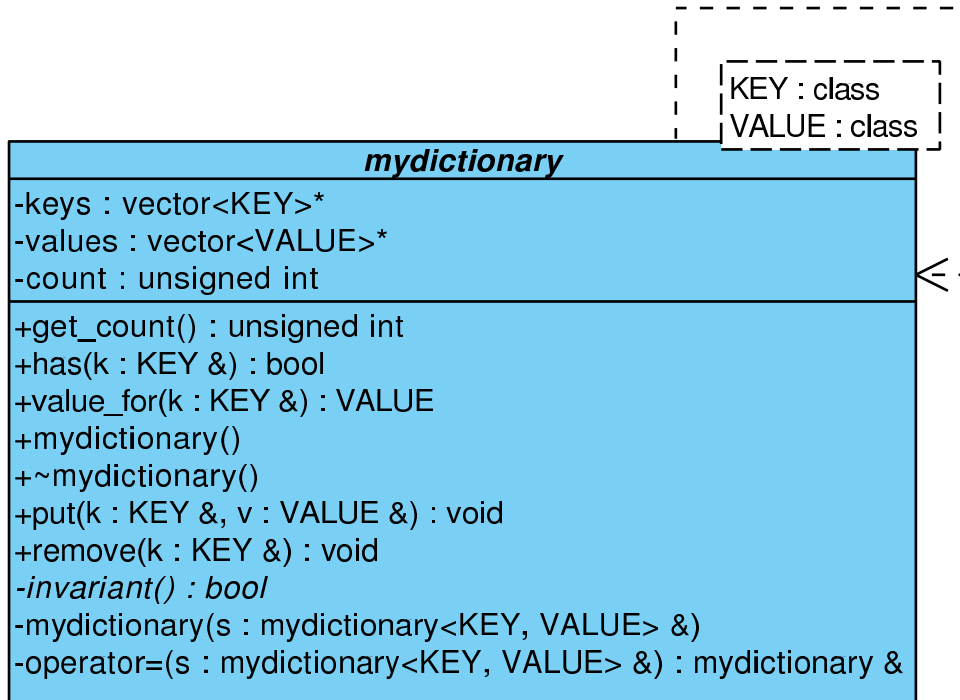 KEY : class
VALUE : class
mydictionary
-keys : vector<KEY>*
-values : vector<VALUE>*
-count : unsigned int
+get_count() : unsigned int
+has(k : KEY &) : bool
+value_for(k : KEY &) : VALUE
+mydictionary()
+~mydictionary()
+put(k : KEY &, v : VALUE &) : void
+remove(k : KEY &) : void
-invariant() : bool
-mydictionary(s : mydictionary<KEY, VALUE> &)
-operator=(s : mydictionary<KEY, VALUE> &) : mydictionary &